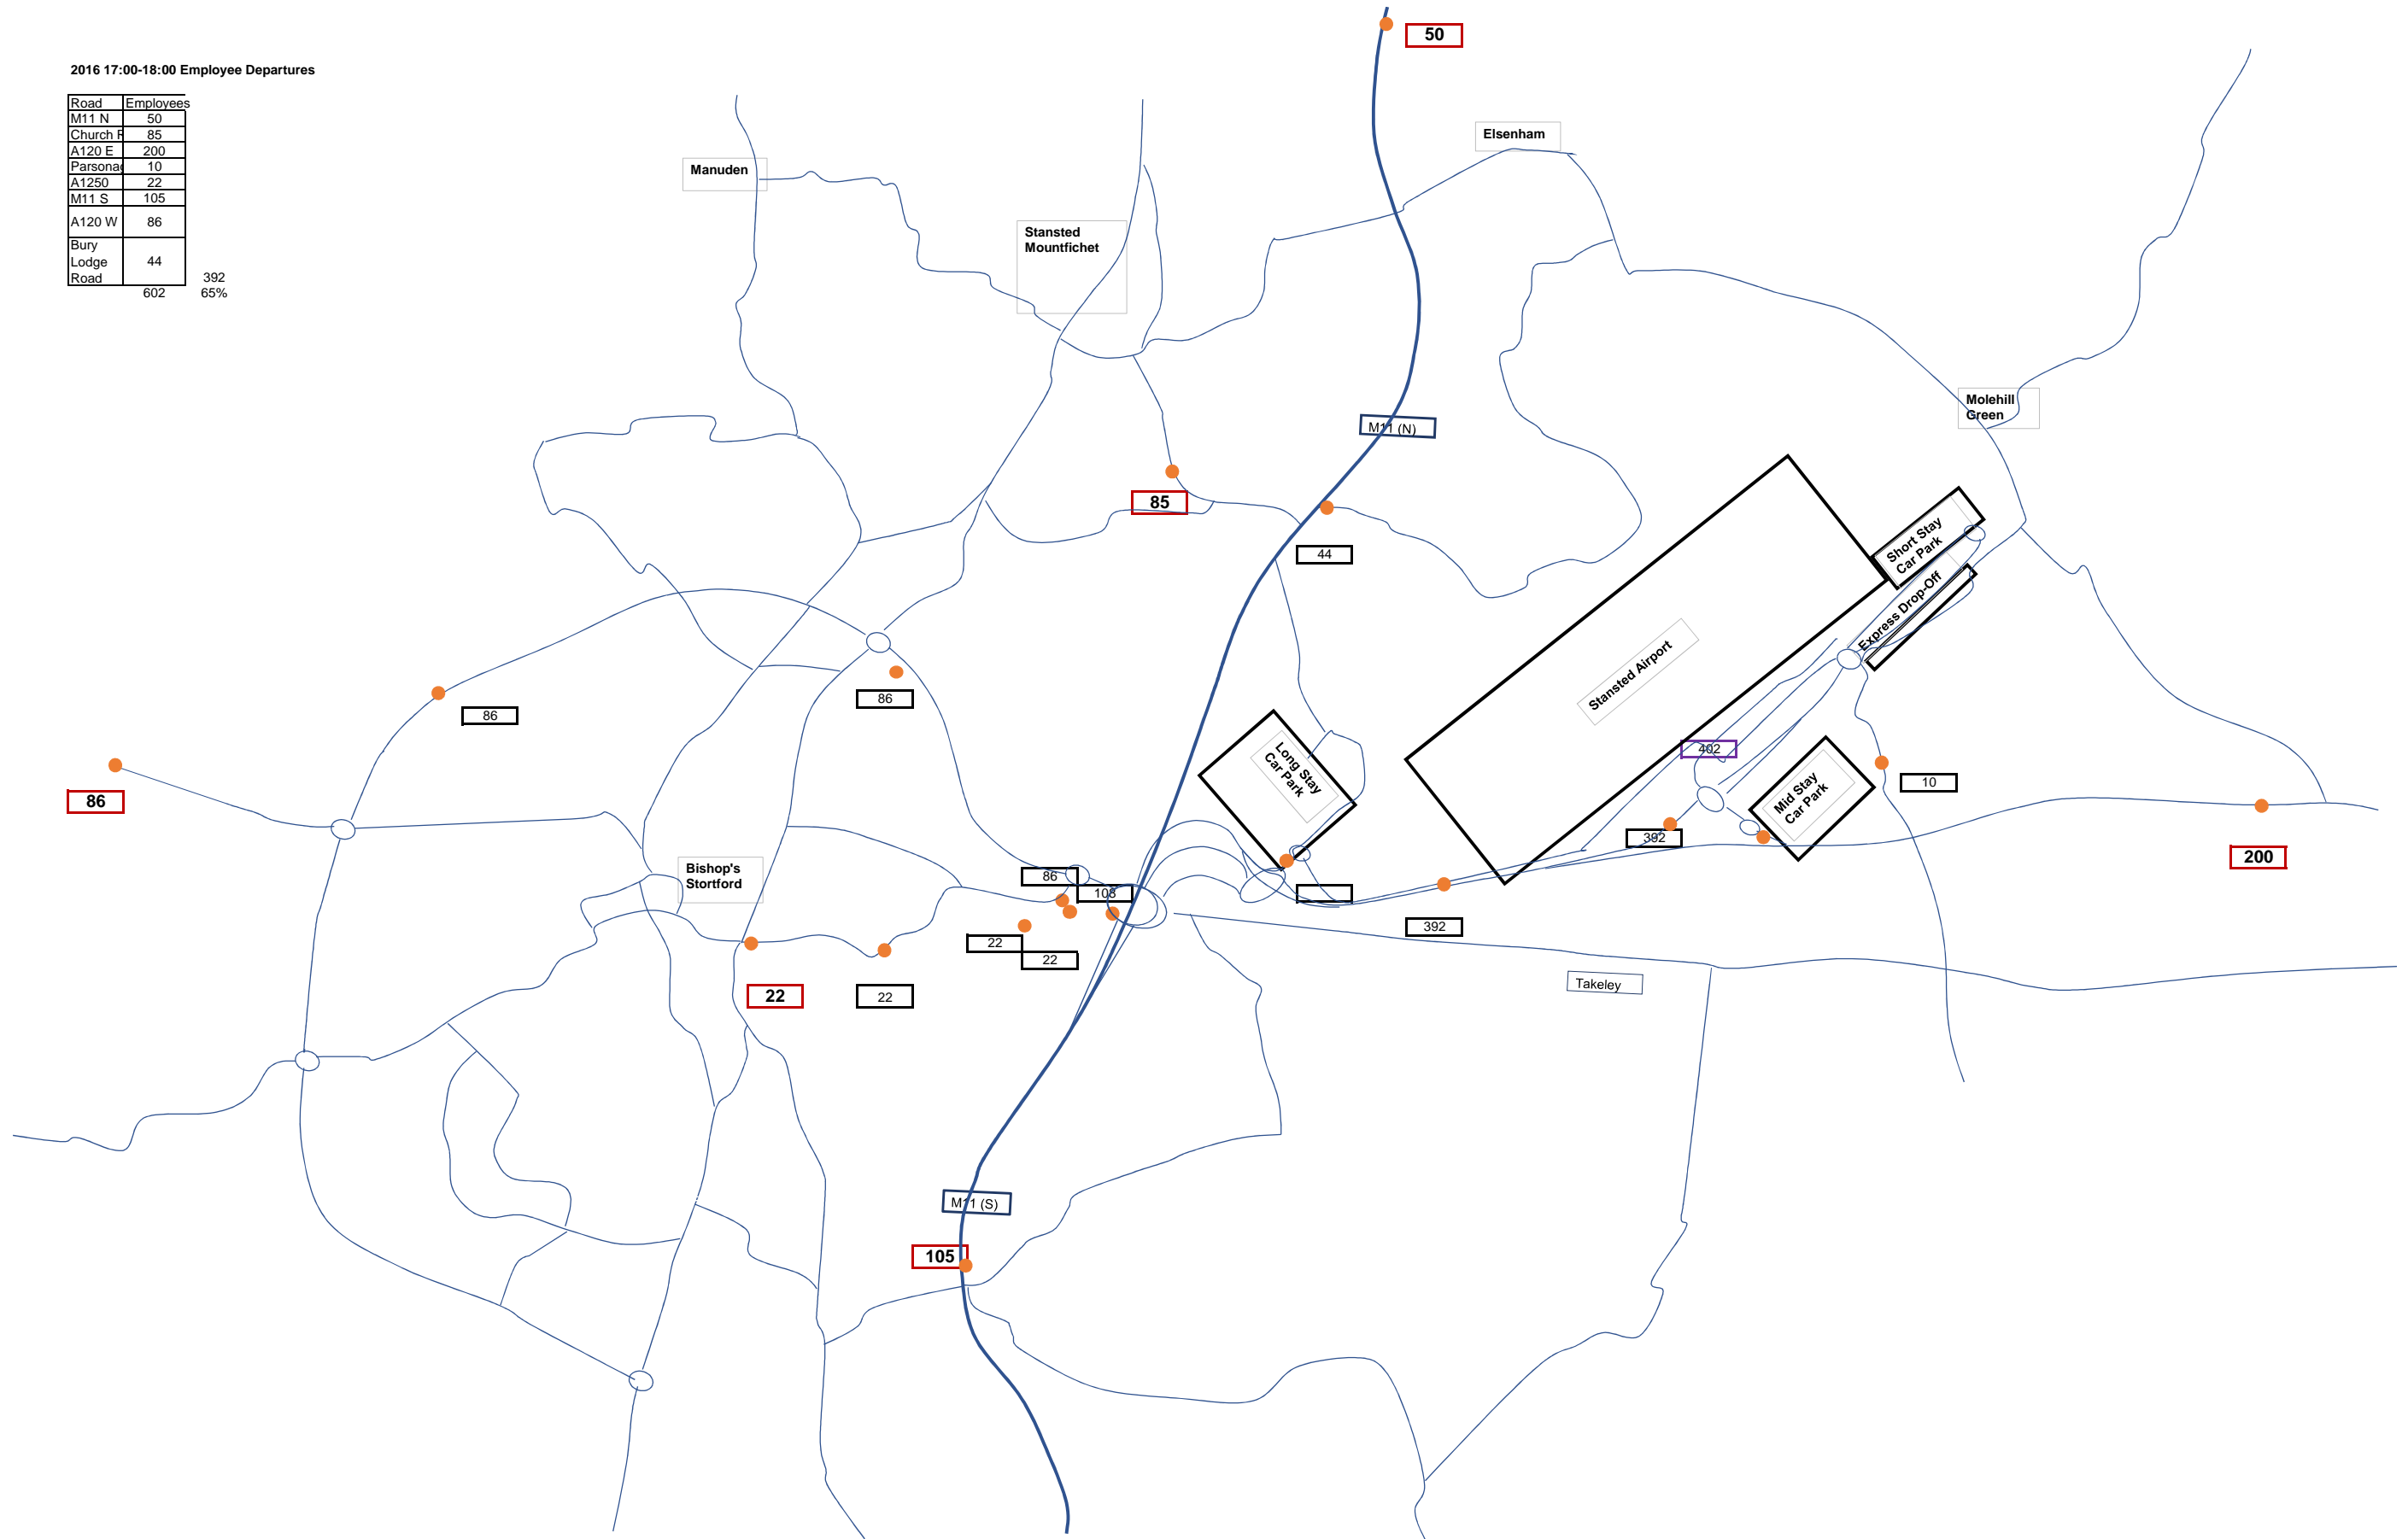 2016 17:00-18:00 Employee Departures
Road Employees
M11 N 50
Church R 85
A120 E 200
Parsonag 10
A1250 22
M11 S 105
A120 W 86
Bury
Lodge 44
Road 392
602 65%
50
Elsenham
Manuden
Stansted
Mountfichet
Molehill
Green
M11 (N)
85
44
Short Stay
Car Park
Express Drop-Off
Stansted Airport
86
86
Long Stay
Car Park
402
Mid Stay
Car Park
10
86
392
200
Bishop's
Stortford
86
108
392
22
22
Takeley
22
22
M11 (S)
105